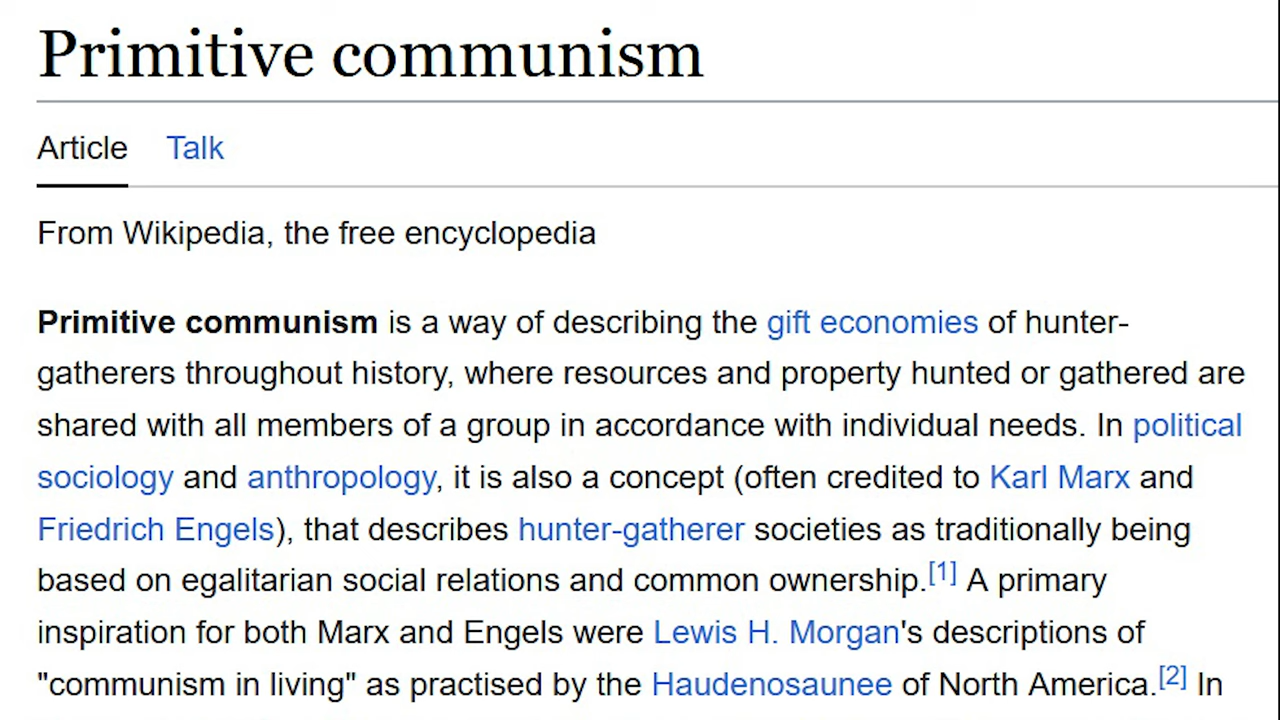 Primitive communism
Article Talk
From Wikipedia, the free encyclopedia
Primitive communism is a way of describing the gift economies of hunter-
gatherers throughout history, where resources and property hunted or gathered are
shared with all members of a group in accordance with individual needs. In political
sociology and anthropology, it is also a concept (often credited to Karl Marx and
Friedrich Engels), that describes hunter-gatherer societies as traditionally being
based on egalitarian social relations and common ownership.[1] A primary
inspiration for both Marx and Engels were Lewis H. Morgan's descriptions of
"communism in living" as practised by the Haudenosaunee of North America.[2] In